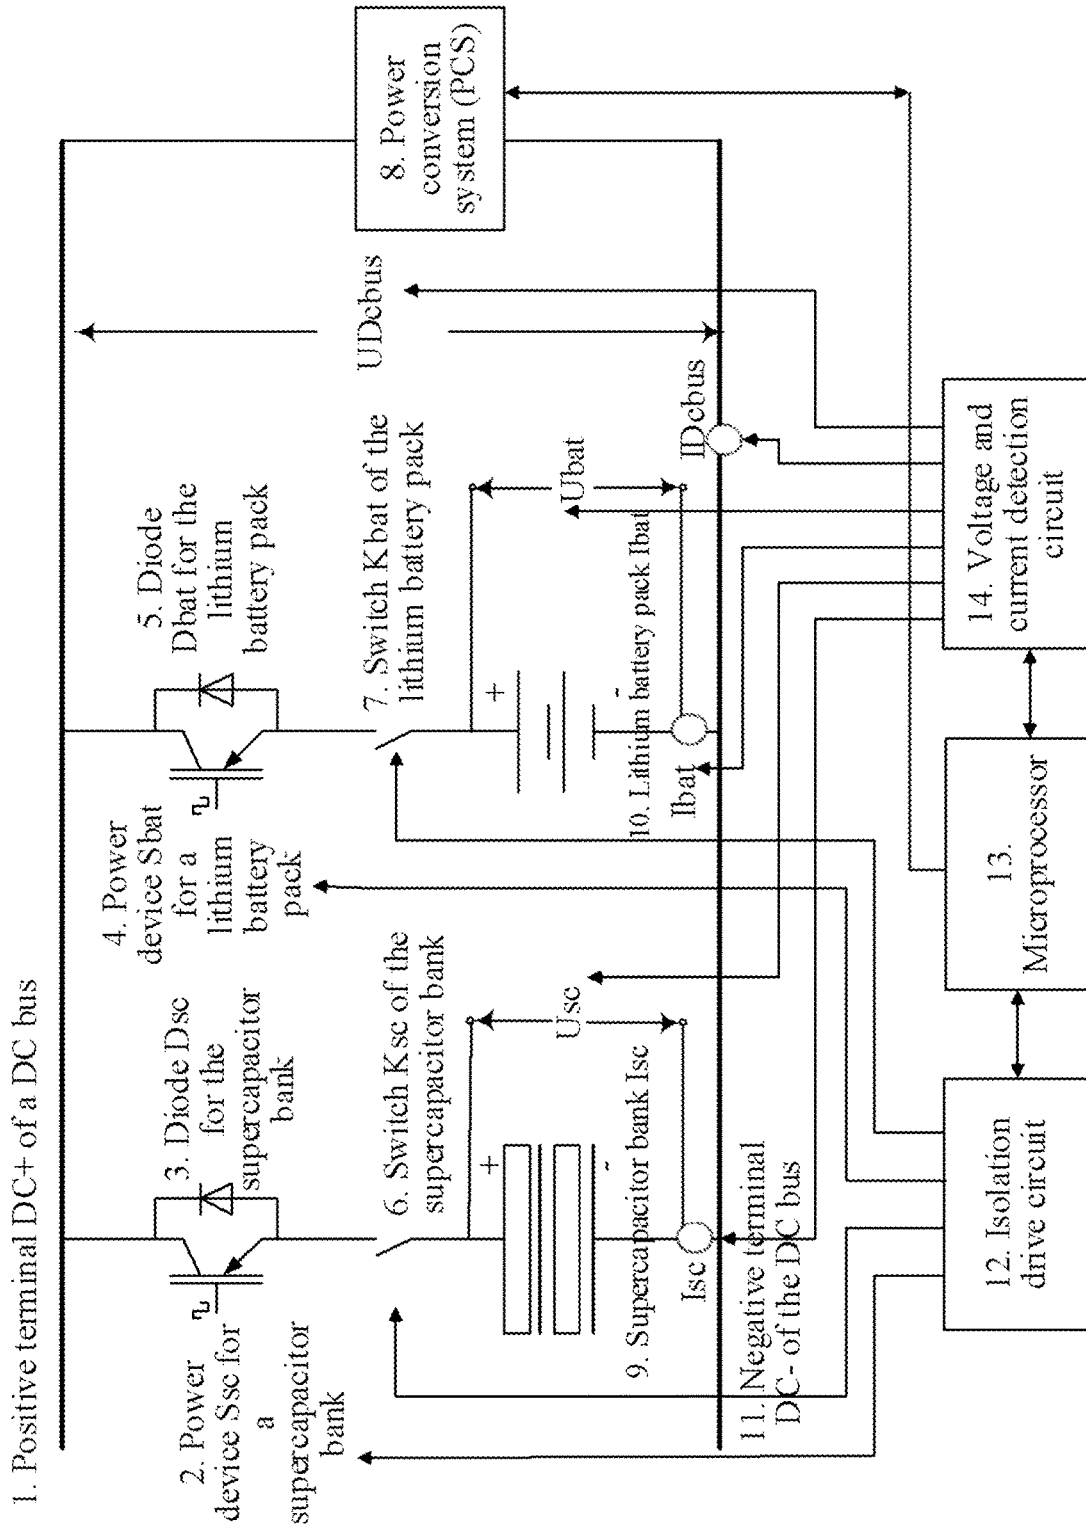 1. Positive terminal DC+ of a DC bus
2. Power
device Ssc for
a
supercapacitor
bank
3. Diode Dsc
for the
supercapacitor
bank
4. Power
device Sbat
for a
lithium
battery
pack
5. Diode
Dbat for the
lithium
battery pack
6. Switch Ksc of the
supercapacitor bank
7. Switch Kbat of the
lithium battery pack
8. Power
conversion
system (PCS)
UDcbus
+
-
Usc
9. Supercapacitor bank Isc
Isc
+
-
Ubat
10. Lithium battery pack Ibat
Ibat
IDcbus
11. Negative terminal
DC- of the DC bus
12. Isolation
drive circuit
13.
Microprocessor
14. Voltage and
current detection
circuit